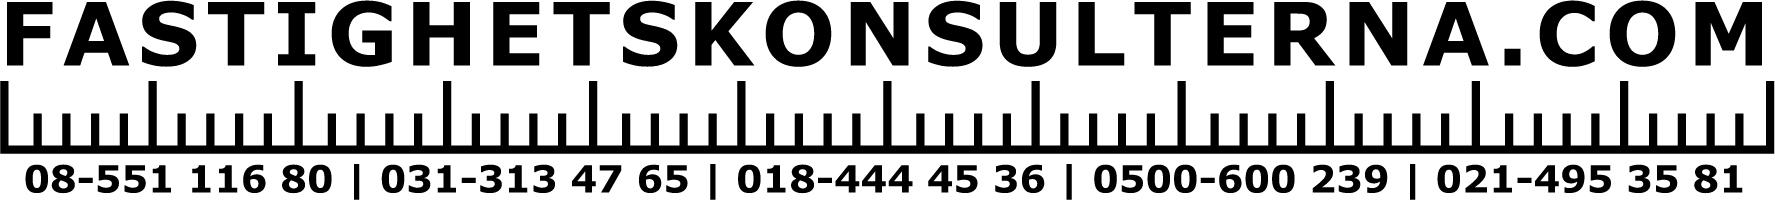 FASTIGHETSKONSULTERNA.COM
08-551 116 80 | 031-313 47 65 | 018-444 45 36 | 0500-600 239 | 021-495 35 81